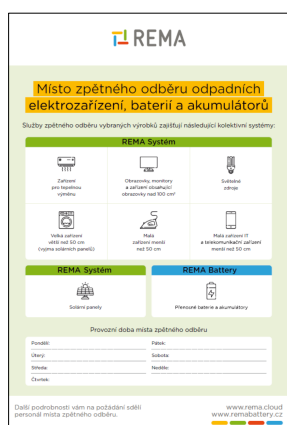 REMA
Místo zpětného odběru odpadních
elektrozařízení, baterií a akumulátorů
Služby zpětného odběru vybraných výrobků zajišťují následující kolektivní systémy:
REMA Systém
Zařízení
pro tepelnou
výměnu
Obrazovky, monitory
a zařízení obsahující
obrazovky nad 100 cm²
Světelné
zdroje
Velká zařízení
větší než 50 cm
(vyjma solárních panelů)
Malá
zařízení menší
než 50 cm
Malá zařízení IT
a telekomunikační zařízení
menší než 50 cm
REMA Systém
REMA Battery
Solární panely
Přenosné baterie a akumulátory
Provozní doba místa zpětného odběru
Pondělí:
Pátek:
Úterý:
Sobota:
Středa:
Neděle:
Čtvrtek:
Další podrobnosti vám na požádání sdělí
personál místa zpětného odběru.
www.rema.cloud
www.remabattery.cz